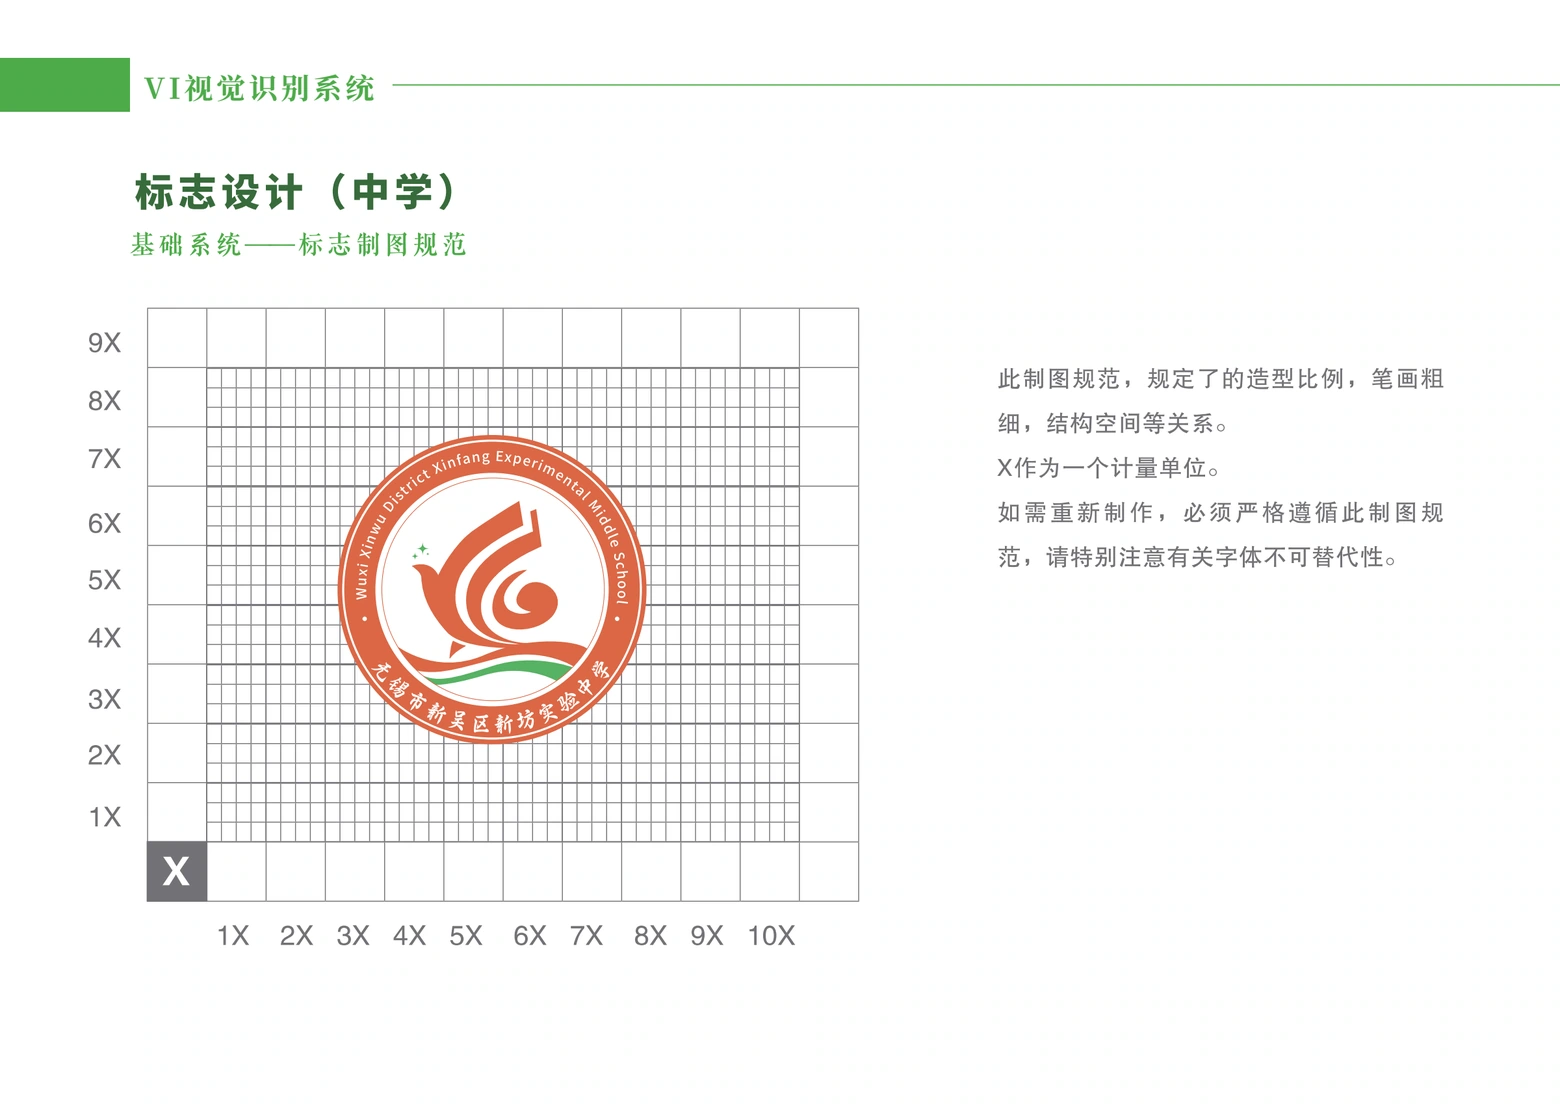 VI视觉识别系统
标志设计（中学）
基础系统——标志制图规范
9X
8X
7X
6X
5X
4X
3X
2X
1X
X
1X 2X 3X 4X 5X 6X 7X 8X 9X 10X
Wuxi Xinwu District Xinfang Experimental Middle School
无锡市新吴区新坊实验中学
此制图规范，规定了的造型比例，笔画粗
细，结构空间等关系。
X作为一个计量单位。
如需重新制作，必须严格遵循此制图规
范，请特别注意有关字体不可替代性。